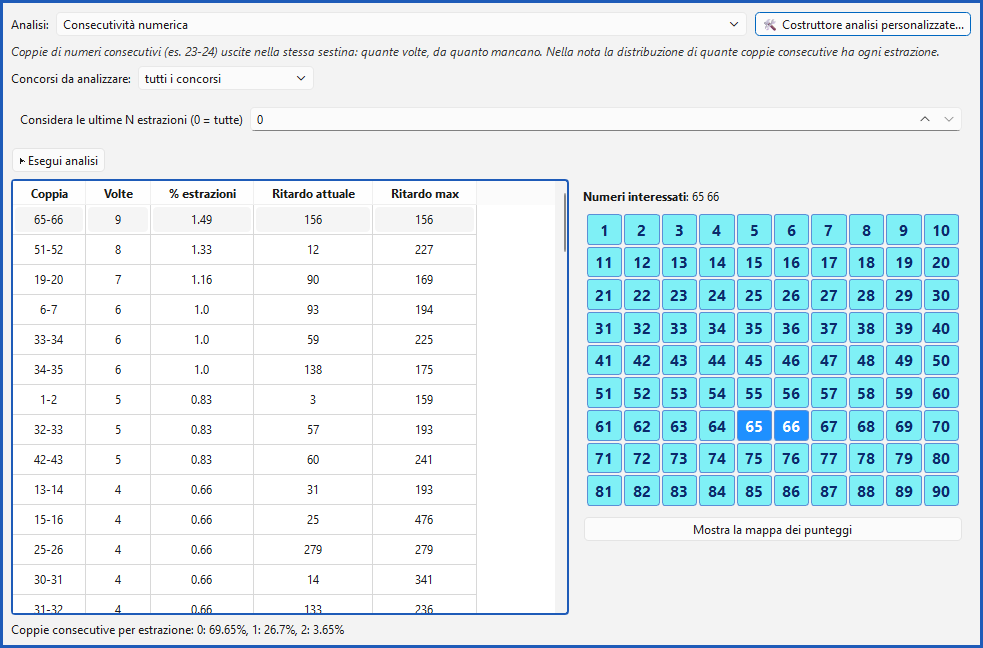 Analisi: Consecutività numerica Costruttore analisi personalizzate...
Coppie di numeri consecutivi (es. 23-24) uscite nella stessa sestina: quante volte, da quanto mancano. Nella nota la distribuzione di quante coppie consecutive ha ogni estrazione.
Concorsi da analizzare: tutti i concorsi
Considera le ultime N estrazioni (0 = tutte) 0
Esegui analisi
Coppia Volte % estrazioni Ritardo attuale Ritardo max
65-66 9 1.49 156 156
51-52 8 1.33 12 227
19-20 7 1.16 90 169
6-7 6 1.0 93 194
33-34 6 1.0 59 225
34-35 6 1.0 138 175
1-2 5 0.83 3 159
32-33 5 0.83 57 193
42-43 5 0.83 60 241
13-14 4 0.66 31 193
15-16 4 0.66 25 476
25-26 4 0.66 279 279
30-31 4 0.66 14 341
31-32 4 0.66 133 236
Numeri interessati: 65 66
1 2 3 4 5 6 7 8 9 10
11 12 13 14 15 16 17 18 19 20
21 22 23 24 25 26 27 28 29 30
31 32 33 34 35 36 37 38 39 40
41 42 43 44 45 46 47 48 49 50
51 52 53 54 55 56 57 58 59 60
61 62 63 64 65 66 67 68 69 70
71 72 73 74 75 76 77 78 79 80
81 82 83 84 85 86 87 88 89 90
Mostra la mappa dei punteggi
Coppie consecutive per estrazione: 0: 69.65%, 1: 26.7%, 2: 3.65%